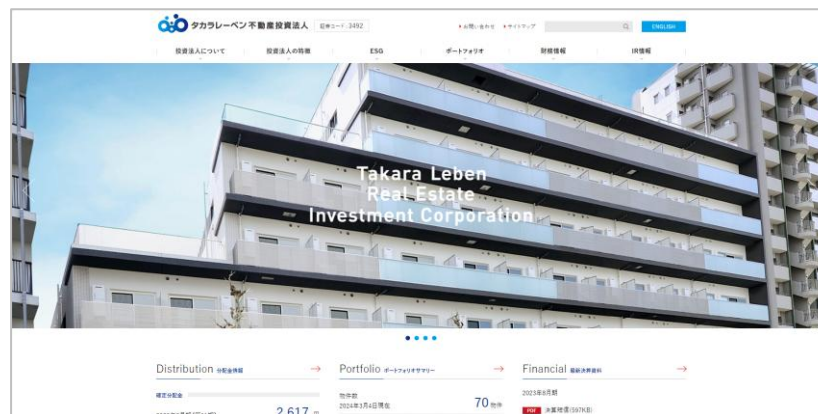 タカラレーベン不動産投資法人 証券コード:3492
お問い合わせ サイトマップ ENGLISH
投資法人について 投資法人の特徴 ESG ポートフォリオ 財務情報 IR情報
Takara Leben
Real Estate
Investment Corporation
Distribution 分配金情報 → Portfolio ポートフォリオサマリー → Financial 最新決算資料 →
確定分配金
物件数
2024年3月4日現在 70 物件
2023年8月期
2,617 円
PDF 決算短信(597KB)